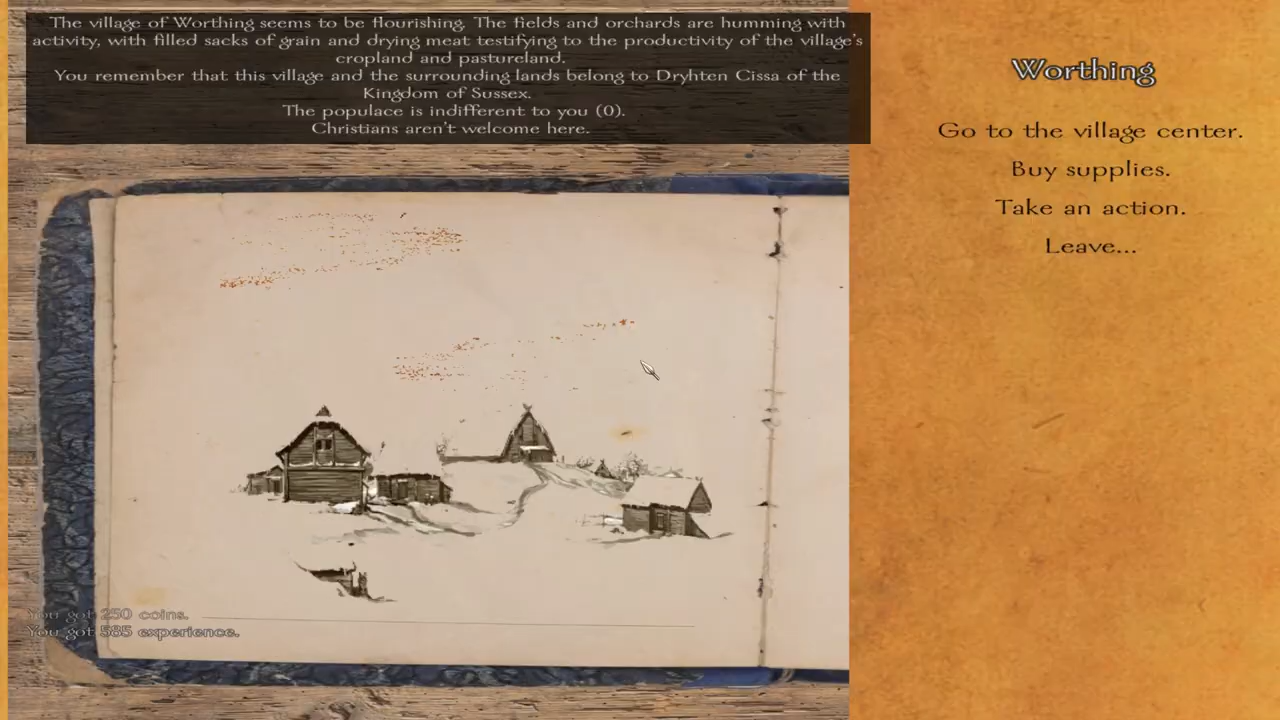 The village of Worthing seems to be flourishing. The fields and orchards are humming with
activity, with filled sacks of grain and drying meat testifying to the productivity of the village's
cropland and pastureland.
You remember that this village and the surrounding lands belong to Dryhten Cissa of the
Kingdom of Sussex.
The populace is indifferent to you (0).
Christians aren't welcome here.
Worthing
Go to the village center.
Buy supplies.
Take an action.
Leave...
You got 250 coins.
You got 585 experience.